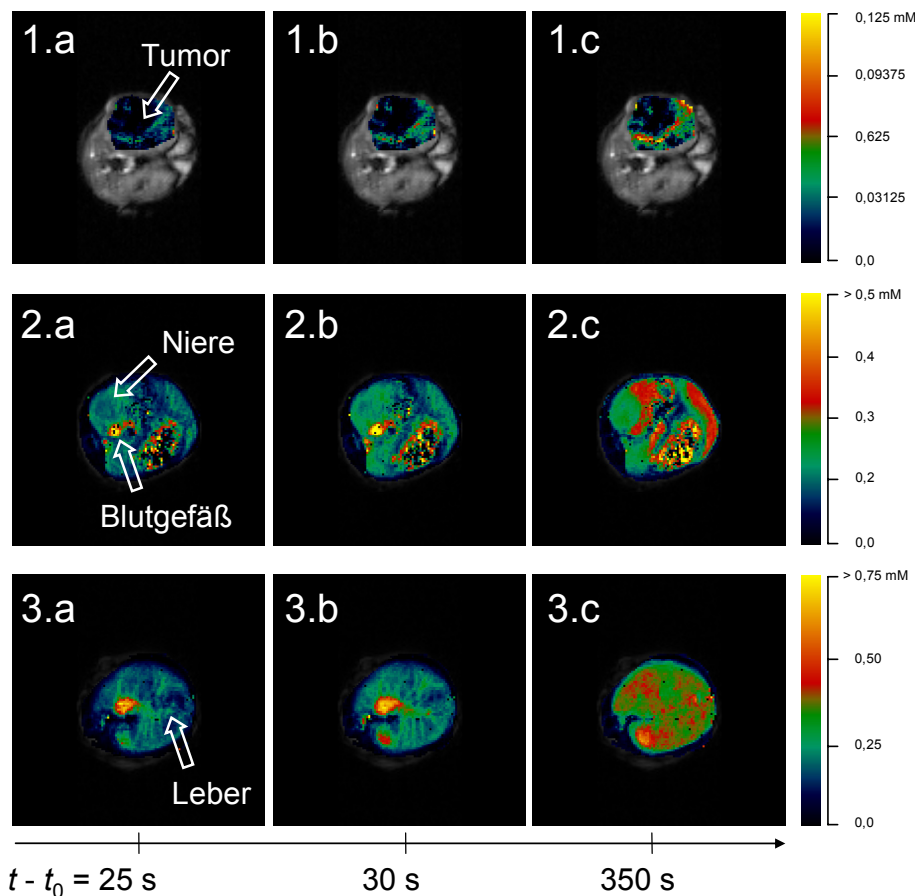 1.a
Tumor
1.b
1.c
0,125 mM
0,09375
0,625
0,03125
0,0
2.a
Niere
Blutgefäß
2.b
2.c
> 0,5 mM
0,4
0,3
0,2
0,0
3.a
Leber
3.b
3.c
> 0,75 mM
0,50
0,25
0,0
t - t0 = 25 s
30 s
350 s